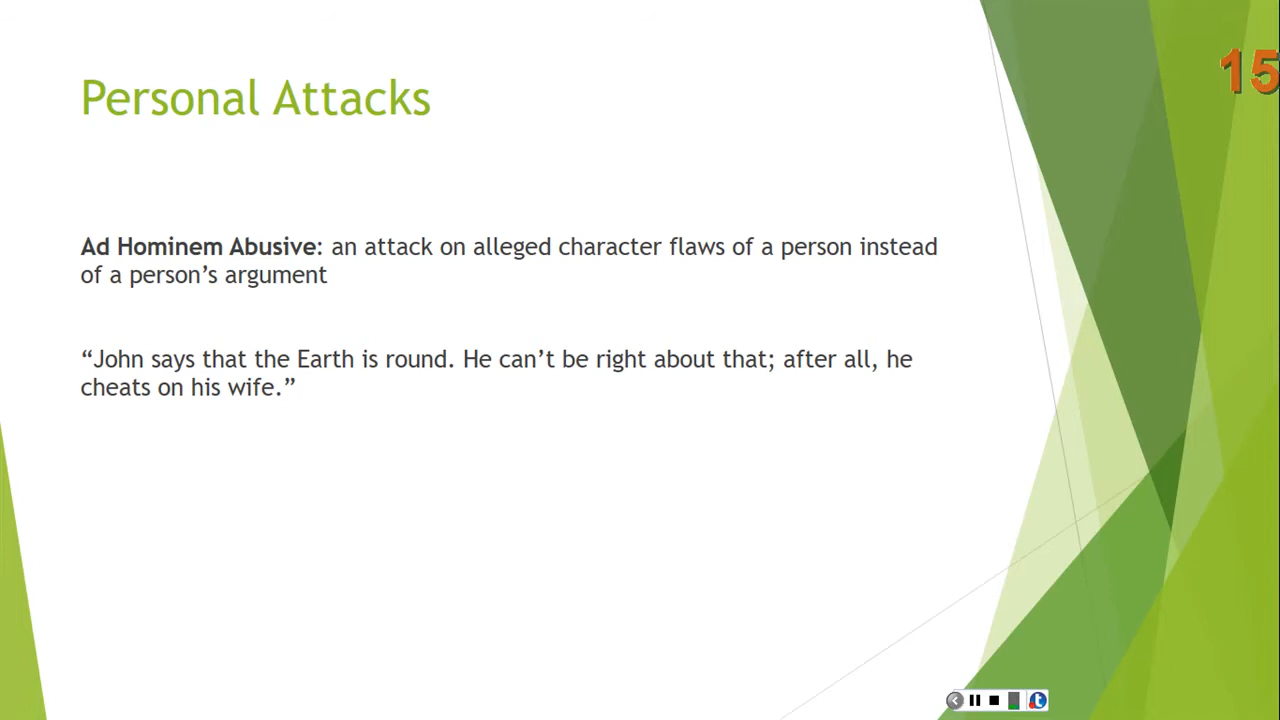 15
Personal Attacks
Ad Hominem Abusive: an attack on alleged character flaws of a person instead
of a person’s argument
“John says that the Earth is round. He can’t be right about that; after all, he
cheats on his wife.”
t